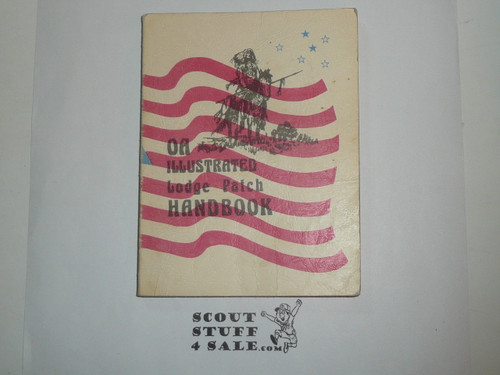 OA
ILLUSTRATED
Lodge Patch
HANDBOOK
SCOUT
STUFF
4 SALE.com